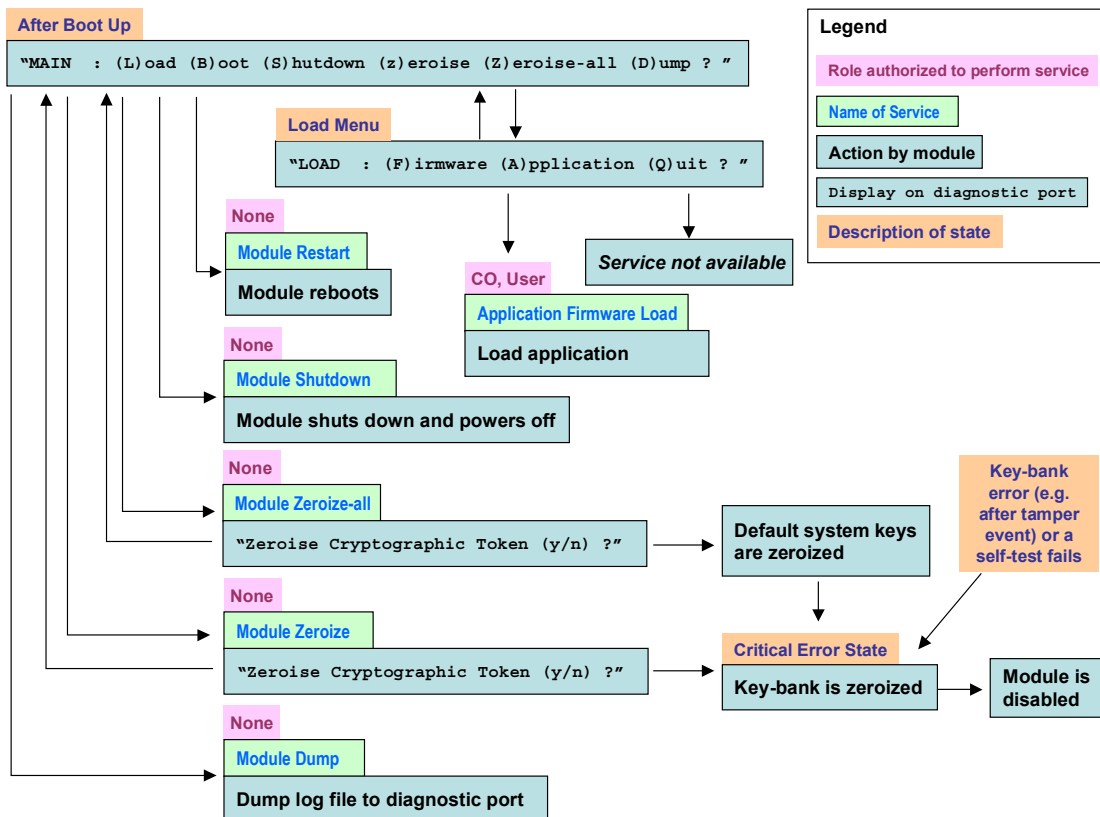 After Boot Up
“MAIN : (L)oad (B)oot (S)hutdown (z)eroise (Z)eroise-all (D)ump ? ”
Load Menu
“LOAD : (F)irmware (A)pplication (Q)uit ? ”
None
Module Restart
Module reboots
Service not available
CO, User
Application Firmware Load
Load application
None
Module Shutdown
Module shuts down and powers off
None
Module Zeroize-all
“Zeroise Cryptographic Token (y/n) ?”
Default system keys
are zeroized
Key-bank
error (e.g.
after tamper
event) or a
self-test fails
None
Module Zeroize
“Zeroise Cryptographic Token (y/n) ?”
Critical Error State
Key-bank is zeroized
Module is
disabled
None
Module Dump
Dump log file to diagnostic port
Legend
Role authorized to perform service
Name of Service
Action by module
Display on diagnostic port
Description of state